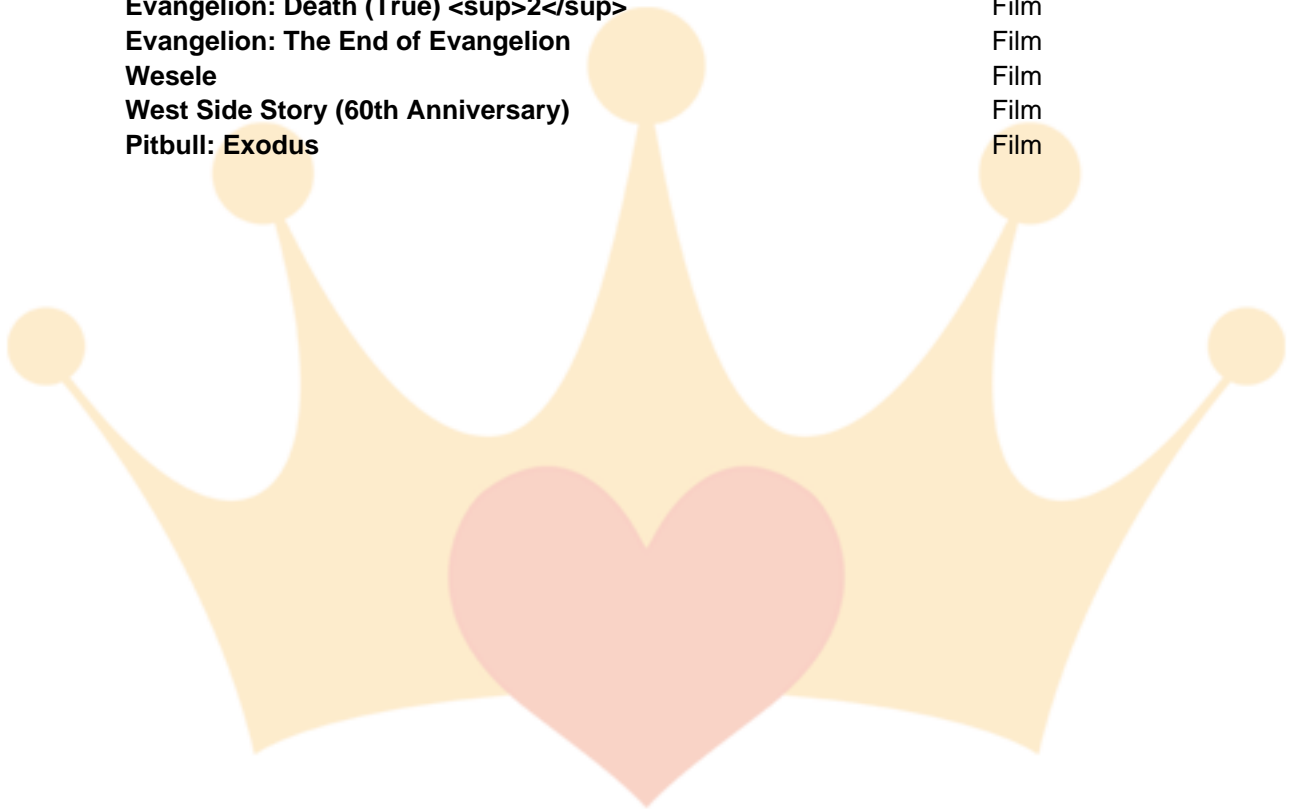 Evangelion: Death (True) <sup>2</sup> Film
Evangelion: The End of Evangelion Film
Wesele Film
West Side Story (60th Anniversary) Film
Pitbull: Exodus Film